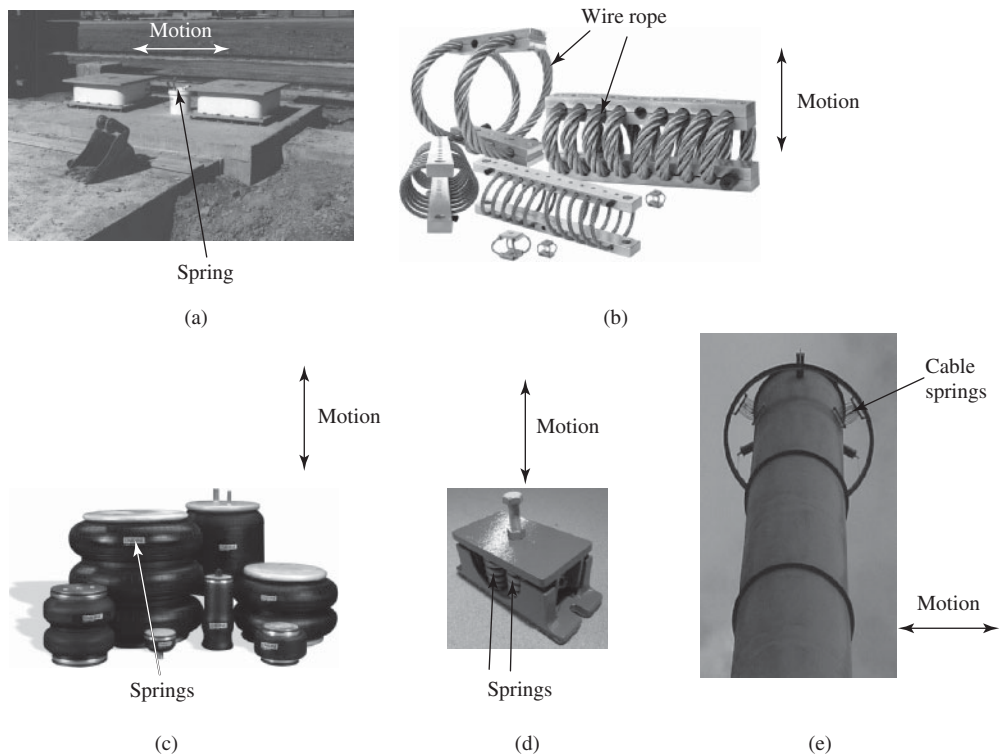 Motion
Spring
(a)
Wire rope
Motion
(b)
Motion
Springs
(c)
Motion
Springs
(d)
Cable
springs
Motion
(e)